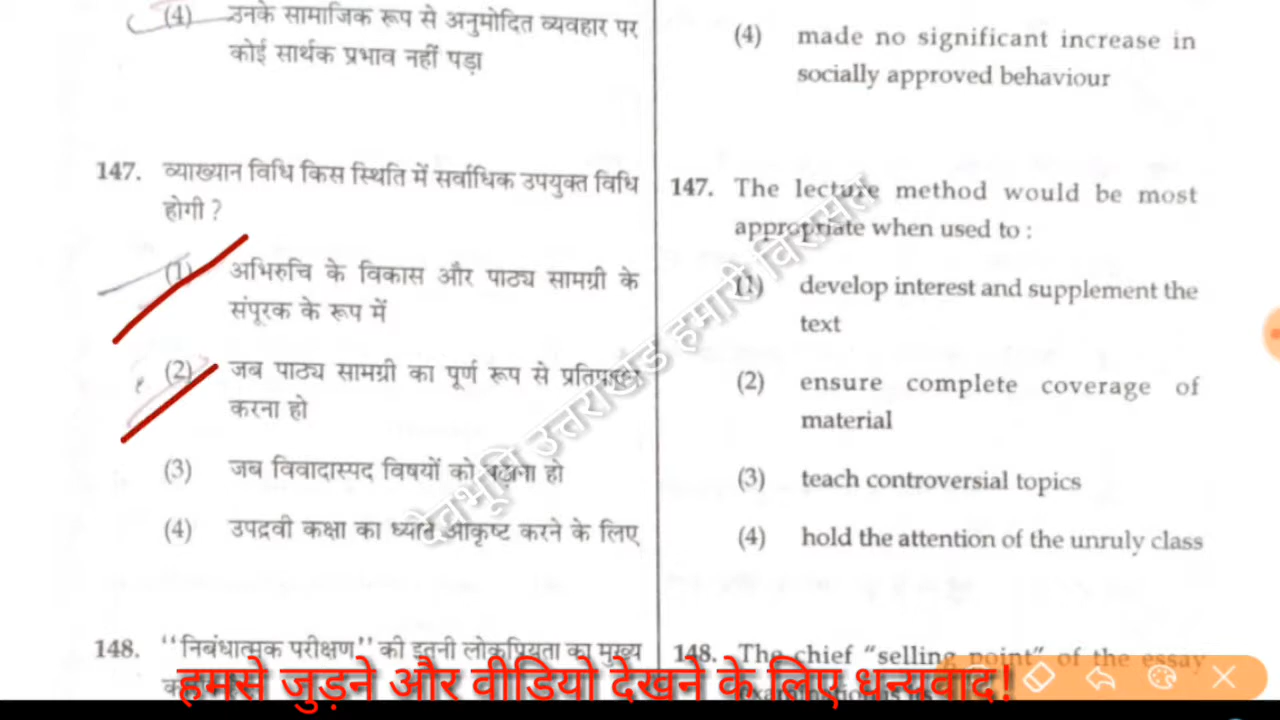 (4) उनके सामाजिक रूप से अनुमोदित व्यवहार पर
कोई सार्थक प्रभाव नहीं पड़ा
147. व्याख्यान विधि किस स्थिति में सर्वाधिक उपयुक्त विधि
होगी ?
(1) अभिरुचि के विकास और पाठ्य सामग्री के
संपूरक के रूप में
(2) जब पाठ्य सामग्री का पूर्ण रूप से
करना हो
(3) जब विवादास्पद विषयों को पढ़ाना हो
(4) उपद्रवी कक्षा का ध्यान आकृष्ट करने के लिए
148. "निबंधात्मक परीक्षण" की इतनी लोकप्रियता का मुख्य
(4) made no significant increase in
socially approved behaviour
147. The lecture method would be most
appropriate when used to :
(1) develop interest and supplement the
text
(2) ensure complete coverage of
material
(3) teach controversial topics
(4) hold the attention of the unruly class
148. The chief "selling point" of the essay
देवभूमि उत्तराखंड हमारी विरासत
हमसे जुड़ने और वीडियो देखने के लिए धन्यवाद!